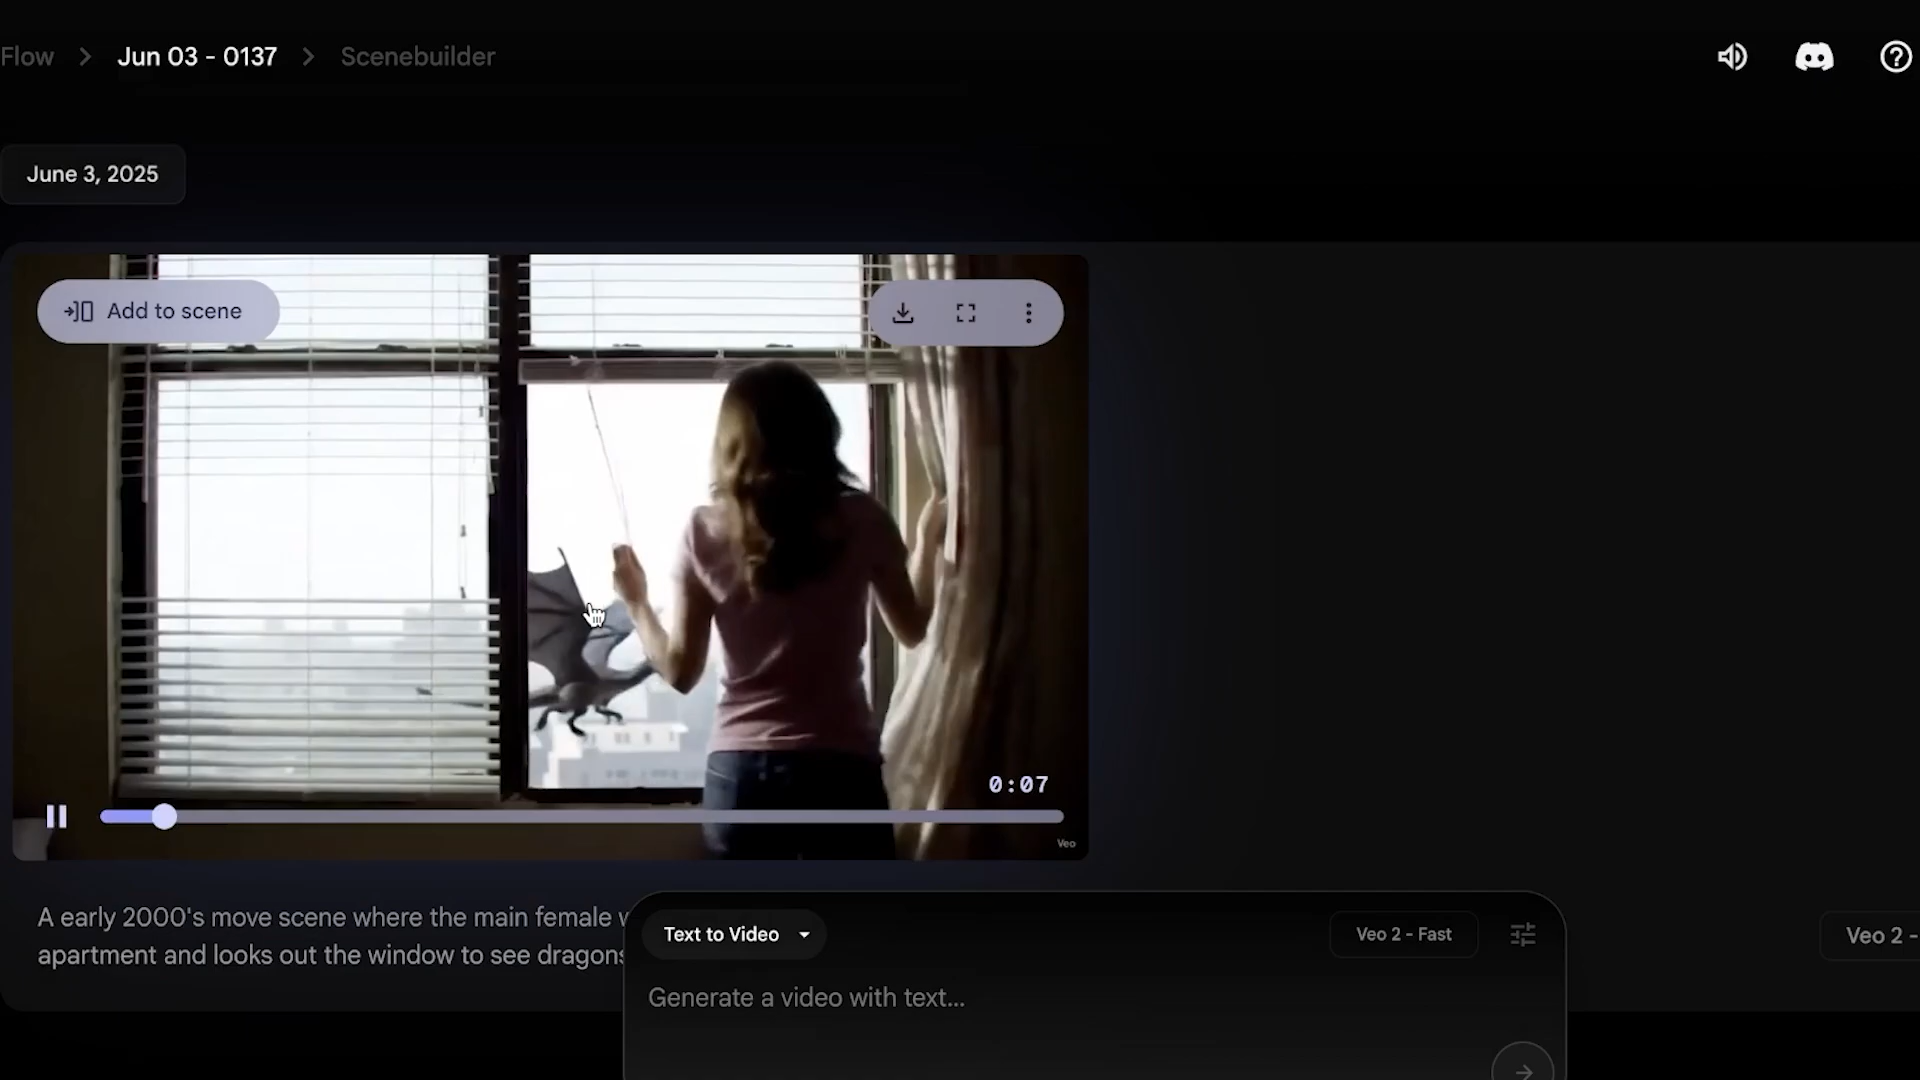 Flow > Jun 03 - 0137 > Scenebuilder
June 3, 2025
Add to scene
0:07
Veo
A early 2000's move scene where the main female
apartment and looks out the window to see dragons
Text to Video
Veo 2 - Fast
Veo 2 -
Generate a video with text...